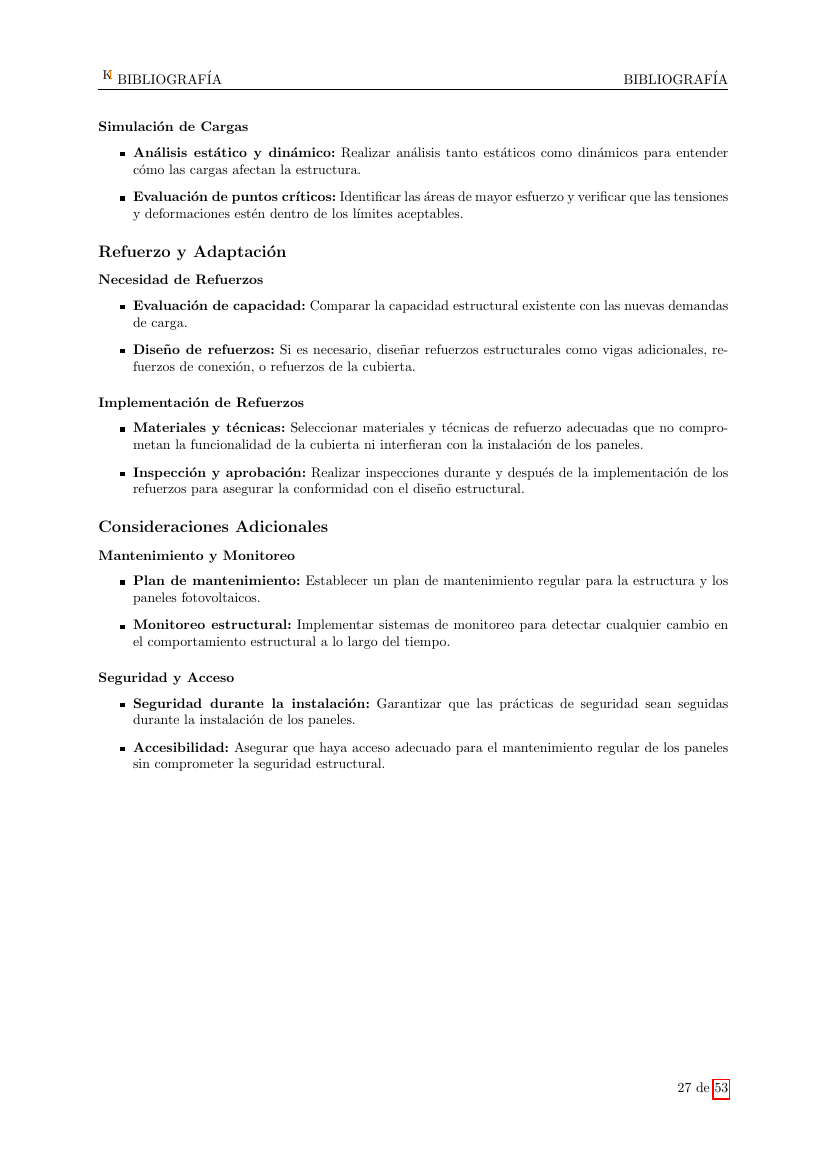 K BIBLIOGRAFÍA BIBLIOGRAFÍA
Simulación de Cargas
Análisis estático y dinámico: Realizar análisis tanto estáticos como dinámicos para entender
cómo las cargas afectan la estructura.
Evaluación de puntos críticos: Identificar las áreas de mayor esfuerzo y verificar que las tensiones
y deformaciones estén dentro de los límites aceptables.
Refuerzo y Adaptación
Necesidad de Refuerzos
Evaluación de capacidad: Comparar la capacidad estructural existente con las nuevas demandas
de carga.
Diseño de refuerzos: Si es necesario, diseñar refuerzos estructurales como vigas adicionales, re-
fuerzos de conexión, o refuerzos de la cubierta.
Implementación de Refuerzos
Materiales y técnicas: Seleccionar materiales y técnicas de refuerzo adecuadas que no compro-
metan la funcionalidad de la cubierta ni interfieran con la instalación de los paneles.
Inspección y aprobación: Realizar inspecciones durante y después de la implementación de los
refuerzos para asegurar la conformidad con el diseño estructural.
Consideraciones Adicionales
Mantenimiento y Monitoreo
Plan de mantenimiento: Establecer un plan de mantenimiento regular para la estructura y los
paneles fotovoltaicos.
Monitoreo estructural: Implementar sistemas de monitoreo para detectar cualquier cambio en
el comportamiento estructural a lo largo del tiempo.
Seguridad y Acceso
Seguridad durante la instalación: Garantizar que las prácticas de seguridad sean seguidas
durante la instalación de los paneles.
Accesibilidad: Asegurar que haya acceso adecuado para el mantenimiento regular de los paneles
sin comprometer la seguridad estructural.
27 de 53